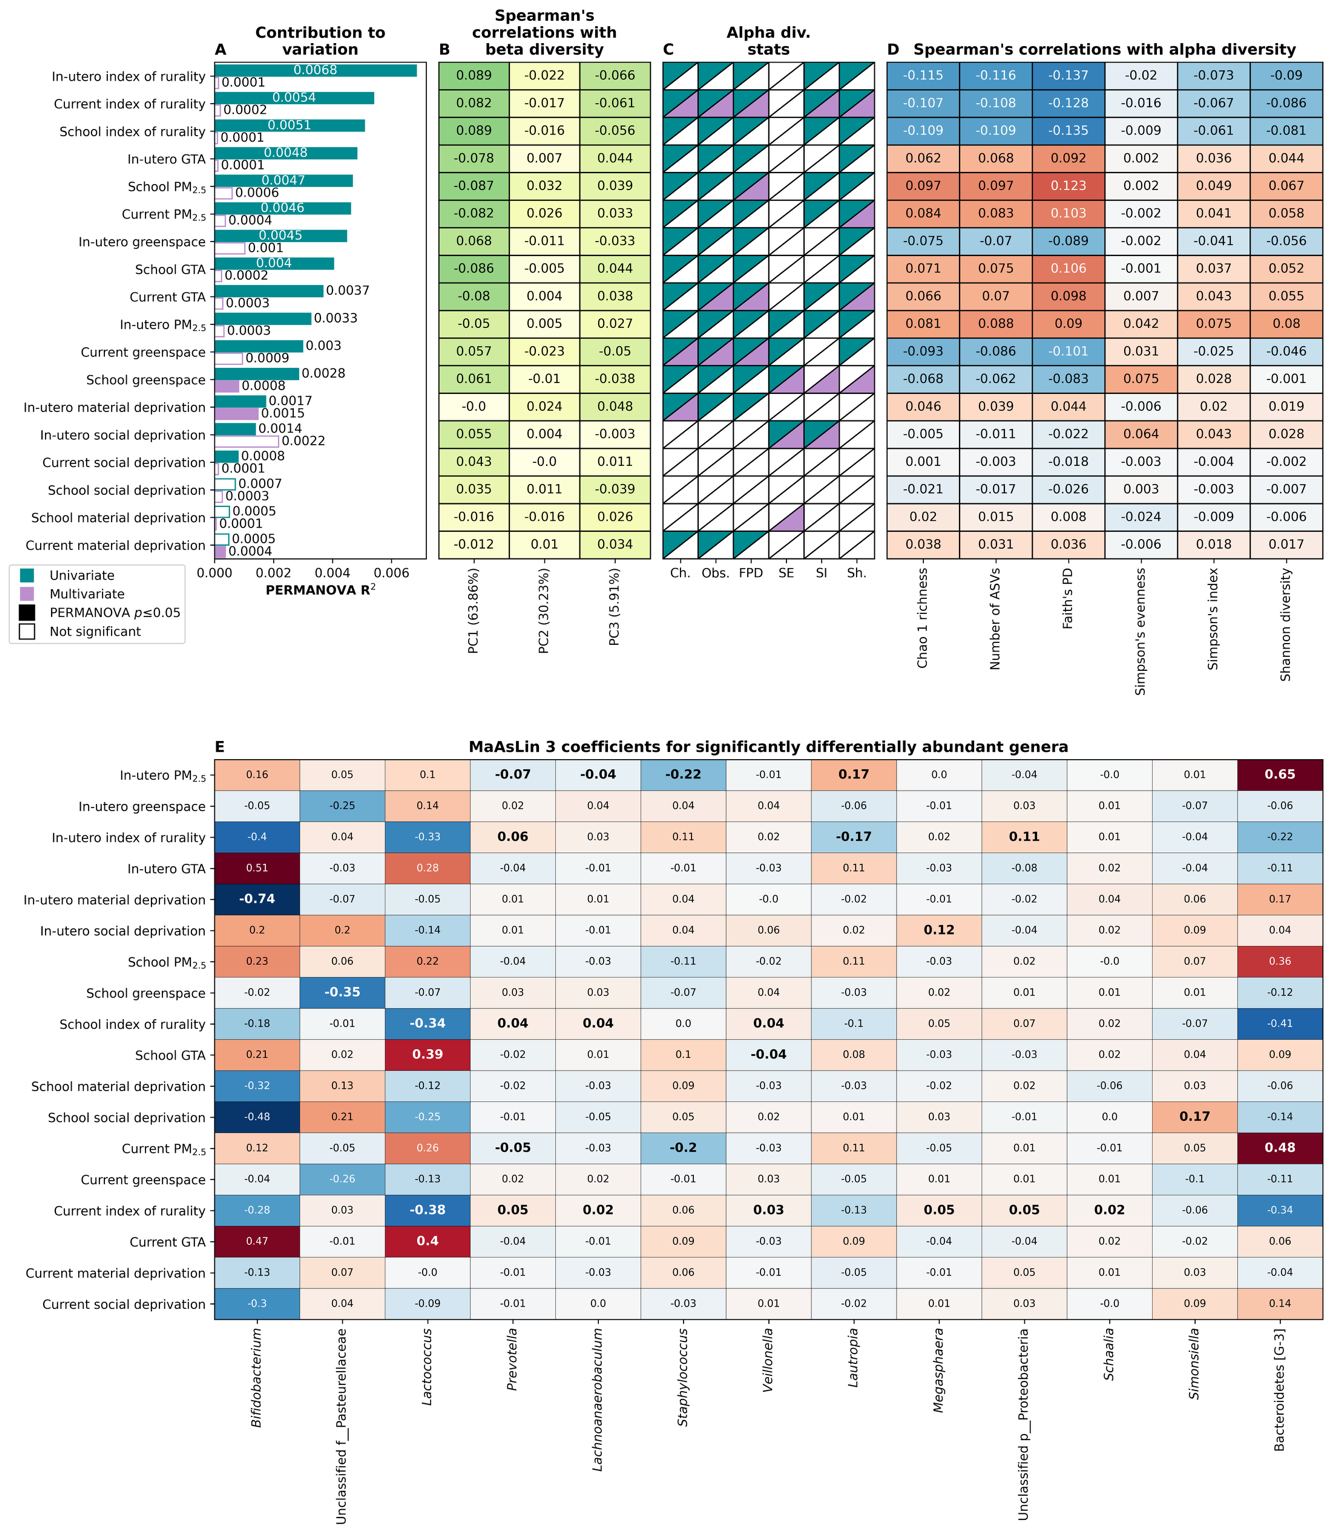 A Contribution to
variation
In-utero index of rurality 0.0068 0.0001
Current index of rurality 0.0054 0.0002
School index of rurality 0.0051 0.0001
In-utero GTA 0.0048 0.0001
School PM2.5 0.0047 0.0006
Current PM2.5 0.0046 0.0004
In-utero greenspace 0.0045 0.001
School GTA 0.004 0.0002
Current GTA 0.0037 0.0003
In-utero PM2.5 0.0033 0.0003
Current greenspace 0.003 0.0009
School greenspace 0.0028 0.0008
In-utero material deprivation 0.0017 0.0015
In-utero social deprivation 0.0014 0.0022
Current social deprivation 0.0008 0.0001
School social deprivation 0.0007 0.0003
School material deprivation 0.0005 0.0001
Current material deprivation 0.0005 0.0004
0.000 0.002 0.004 0.006
PERMANOVA R2
Univariate
Multivariate
PERMANOVA p≤0.05
Not significant
B Spearman's
correlations with
beta diversity
0.089 -0.022 -0.066
0.082 -0.017 -0.061
0.089 -0.016 -0.056
-0.078 0.007 0.044
-0.087 0.032 0.039
-0.082 0.026 0.033
0.068 -0.011 -0.033
-0.086 -0.005 0.044
-0.08 0.004 0.038
-0.05 0.005 0.027
0.057 -0.023 -0.05
0.061 -0.01 -0.038
-0.0 0.024 0.048
0.055 0.004 -0.003
0.043 -0.0 0.011
0.035 0.011 -0.039
-0.016 -0.016 0.026
-0.012 0.01 0.034
PC1 (63.86%)
PC2 (30.23%)
PC3 (5.91%)
C Alpha div.
stats
Ch. Obs. FPD SE SI Sh.
D Spearman's correlations with alpha diversity
-0.115 -0.116 -0.137 -0.02 -0.073 -0.09
-0.107 -0.108 -0.128 -0.016 -0.067 -0.086
-0.109 -0.109 -0.135 -0.009 -0.061 -0.081
0.062 0.068 0.092 0.002 0.036 0.044
0.097 0.097 0.123 0.002 0.049 0.067
0.084 0.083 0.103 -0.002 0.041 0.058
-0.075 -0.07 -0.089 -0.002 -0.041 -0.056
0.071 0.075 0.106 -0.001 0.037 0.052
0.066 0.07 0.098 0.007 0.043 0.055
0.081 0.088 0.09 0.042 0.075 0.08
-0.093 -0.086 -0.101 0.031 -0.025 -0.046
-0.068 -0.062 -0.083 0.075 0.028 -0.001
0.046 0.039 0.044 -0.006 0.02 0.019
-0.005 -0.011 -0.022 0.064 0.043 0.028
0.001 -0.003 -0.018 -0.003 -0.004 -0.002
-0.021 -0.017 -0.026 0.003 -0.003 -0.007
0.02 0.015 0.008 -0.024 -0.009 -0.006
0.038 0.031 0.036 -0.006 0.018 0.017
Chao 1 richness
Number of ASVs
Faith's PD
Simpson's evenness
Simpson's index
Shannon diversity
E MaAsLin 3 coefficients for significantly differentially abundant genera
In-utero PM2.5 0.16 0.05 0.1 -0.07 -0.04 -0.22 -0.01 0.17 0.0 -0.04 -0.0 0.01 0.65
In-utero greenspace -0.05 -0.25 0.14 0.02 0.04 0.04 0.04 -0.06 -0.01 0.03 0.01 -0.07 -0.06
In-utero index of rurality -0.4 0.04 -0.33 0.06 0.03 0.11 0.02 -0.17 0.02 0.11 0.01 -0.04 -0.22
In-utero GTA 0.51 -0.03 0.28 -0.04 -0.01 -0.01 -0.03 0.11 -0.03 -0.08 0.02 -0.04 -0.11
In-utero material deprivation -0.74 -0.07 -0.05 0.01 0.01 0.04 -0.0 -0.02 -0.01 -0.02 0.04 0.06 0.17
In-utero social deprivation 0.2 0.2 -0.14 0.01 -0.01 0.04 0.06 0.02 0.12 -0.04 0.02 0.09 0.04
School PM2.5 0.23 0.06 0.22 -0.04 -0.03 -0.11 -0.02 0.11 -0.03 0.02 -0.0 0.07 0.36
School greenspace -0.02 -0.35 -0.07 0.03 0.03 -0.07 0.04 -0.03 0.02 0.01 0.01 0.01 -0.12
School index of rurality -0.18 -0.01 -0.34 0.04 0.04 0.0 0.04 -0.1 0.05 0.07 0.02 -0.07 -0.41
School GTA 0.21 0.02 0.39 -0.02 0.01 0.1 -0.04 0.08 -0.03 -0.03 0.02 0.04 0.09
School material deprivation -0.32 0.13 -0.12 -0.02 -0.03 0.09 -0.03 -0.03 -0.02 0.02 -0.06 0.03 -0.06
School social deprivation -0.48 0.21 -0.25 -0.01 -0.05 0.05 0.02 0.01 0.03 -0.01 0.0 0.17 -0.14
Current PM2.5 0.12 -0.05 0.26 -0.05 -0.03 -0.2 -0.03 0.11 -0.05 0.01 -0.01 0.05 0.48
Current greenspace -0.04 -0.26 -0.13 0.02 0.02 -0.01 0.03 -0.05 0.01 0.01 0.01 -0.1 -0.11
Current index of rurality -0.28 0.03 -0.38 0.05 0.02 0.06 0.03 -0.13 0.05 0.05 0.02 -0.06 -0.34
Current GTA 0.47 -0.01 0.4 -0.04 -0.01 0.09 -0.03 0.09 -0.04 -0.04 0.02 -0.02 0.06
Current material deprivation -0.13 0.07 -0.0 -0.01 -0.03 0.06 -0.01 -0.05 -0.01 0.05 0.01 0.03 -0.04
Current social deprivation -0.3 0.04 -0.09 -0.01 0.0 -0.03 0.01 -0.02 0.01 0.03 -0.0 0.09 0.14
Bifidobacterium
Unclassified f__Pasteurellaceae
Lactococcus
Prevotella
Lachnoanaerobaculum
Staphylococcus
Veillonella
Lautropia
Megasphaera
Unclassified p__Proteobacteria
Schaalia
Simonsiella
Bacteroidetes [G-3]